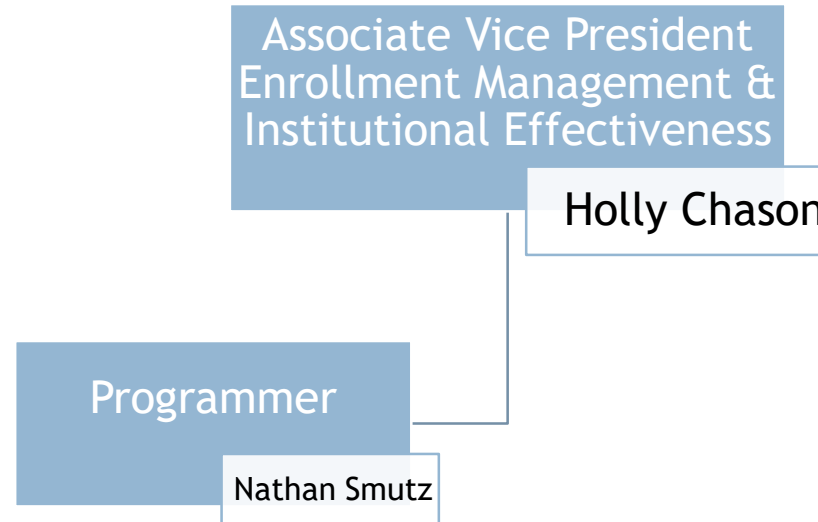 Associate Vice President
Enrollment Management &
Institutional Effectiveness
Holly Chason
Programmer
Nathan Smutz